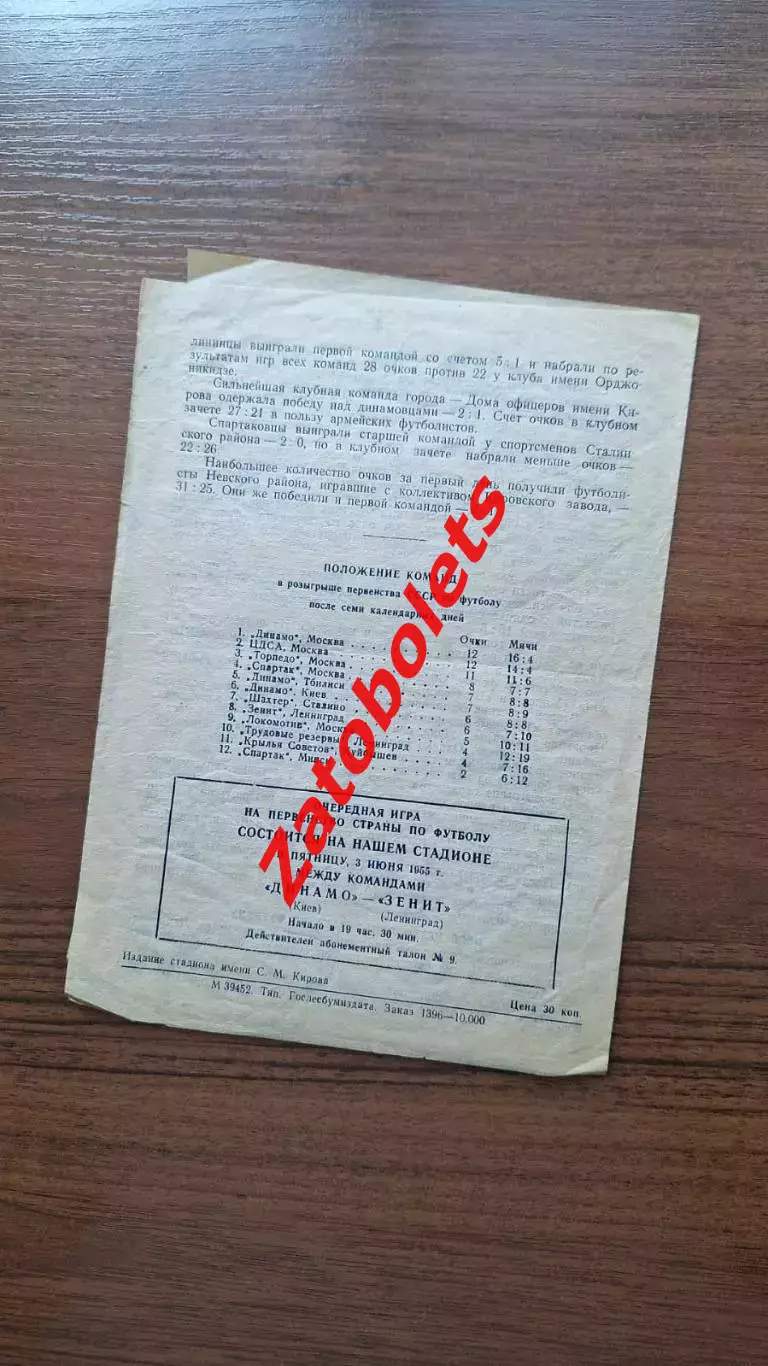 лининцы выиграли первой командой со счетом 5 : 1 и набрали по ре-
зультатам игр всех команд 28 очков против 22 у клуба имени Орджо-
никидзе.
Сильнейшая клубная команда города — Дома офицеров имени Ки-
рова одержала победу над динамовцами — 2 : 1. Счет очков в клубном
зачете 27 : 21 в пользу армейских футболистов.
Спартаковцы выиграли старшей командой у спортсменов Сталин
ского района — 2 : 0, но в клубном зачете набрали меньше очков —
22 : 26
Наибольшее количество очков за первый день получили футболи-
сты Невского района, игравшие с коллективом Кировского завода, —
31 : 25. Они же победили и первой командой —
ПОЛОЖЕНИЕ КОМАНД
в розыгрыше первенства СССР по футболу
после семи календарных дней
Очки Мячи
1. „Динамо“, Москва 12 16 : 4
2. ЦДСА, Москва 12 14 : 4
3. „Торпедо“, Москва 11 11 : 6
4. „Спартак“, Москва 8 7 : 7
5. „Динамо“, Тбилиси 7 8 : 8
6. „Динамо“, Киев 7 8 : 9
7. „Шахтер“, Сталино 6 8 : 8
8. „Зенит“, Ленинград 6 7 : 10
9. „Локомотив“, Москва 5 10 : 11
10. „Трудовые резервы“, Ленинград 4 12 : 19
11. „Крылья Советов“, Куйбышев 4 7 : 16
12. „Спартак“, Минск 2 6 : 12
ОЧЕРЕДНАЯ ИГРА
НА ПЕРВЕНСТВО СТРАНЫ ПО ФУТБОЛУ
СОСТОИТСЯ НА НАШЕМ СТАДИОНЕ
В ПЯТНИЦУ, 3 ИЮНЯ 1955 г.
МЕЖДУ КОМАНДАМИ
«ДИНАМО» — «ЗЕНИТ»
(Киев) (Ленинград)
Начало в 19 час. 30 мин.
Действителен абонементный талон № 9.
Издание стадиона имени С. М. Кирова Цена 30 коп.
М 39452. Тип. Гослесбумиздата. Заказ 1396—10.000
Zatobolets